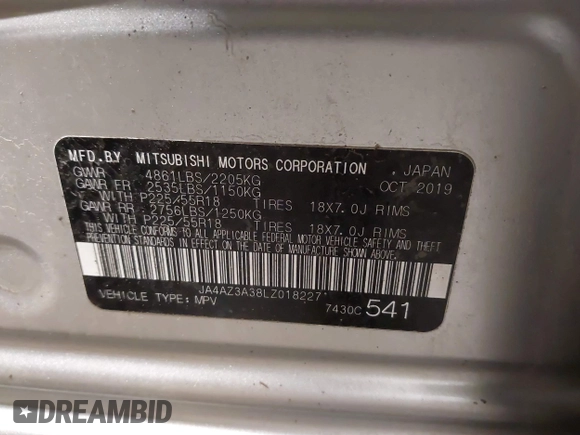 MFD.BY MITSUBISHI MOTORS CORPORATION , JAPAN
GVWR 4861LBS/2205KG OCT 2019
GAWR FR 2535LBS/1150KG
WITH P225/55R18 TIRES 18X7.0J RIMS
GAWR RR 2756LBS/1250KG
WITH P225/55R18 TIRES 18X7.0J RIMS
THIS VEHICLE CONFORMS TO ALL APPLICABLE FEDERAL MOTOR VEHICLE SAFETY AND THEFT
PREVENTION STANDARDS IN EFFECT ON THE DATE OF MANUFACTURE SHOWN ABOVE.
JA4AZ3A38LZ018227
VEHICLE TYPE: MPV 7430C 541
DREAMBID